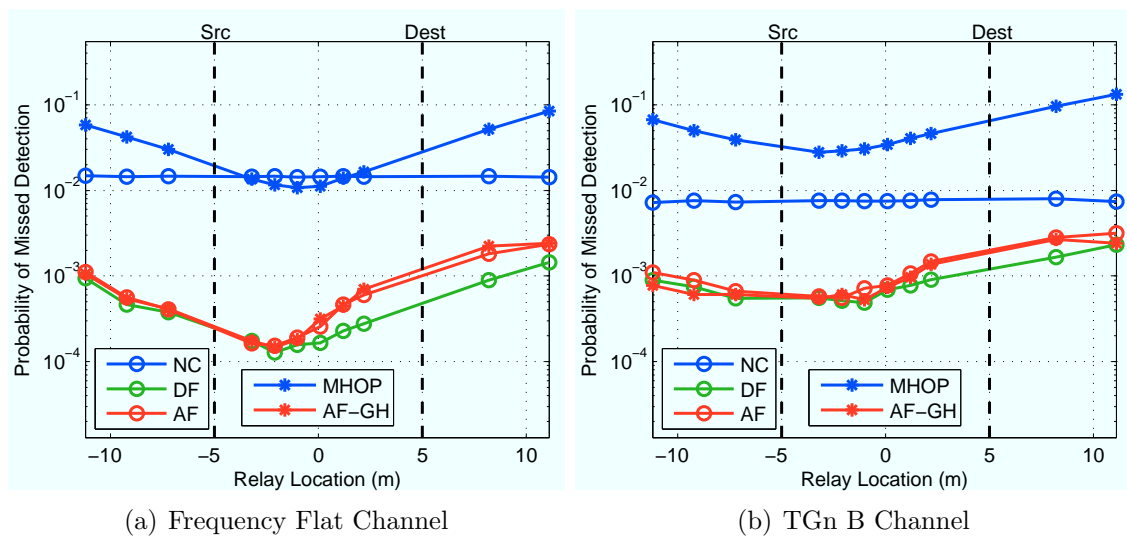 Src Dest
Probability of Missed Detection
10^-1
10^-2
10^-3
10^-4
NC
DF
AF
MHOP
AF−GH
−10 −5 0 5 10
Relay Location (m)
(a) Frequency Flat Channel
Src Dest
Probability of Missed Detection
10^-1
10^-2
10^-3
10^-4
NC
DF
AF
MHOP
AF−GH
−10 −5 0 5 10
Relay Location (m)
(b) TGn B Channel